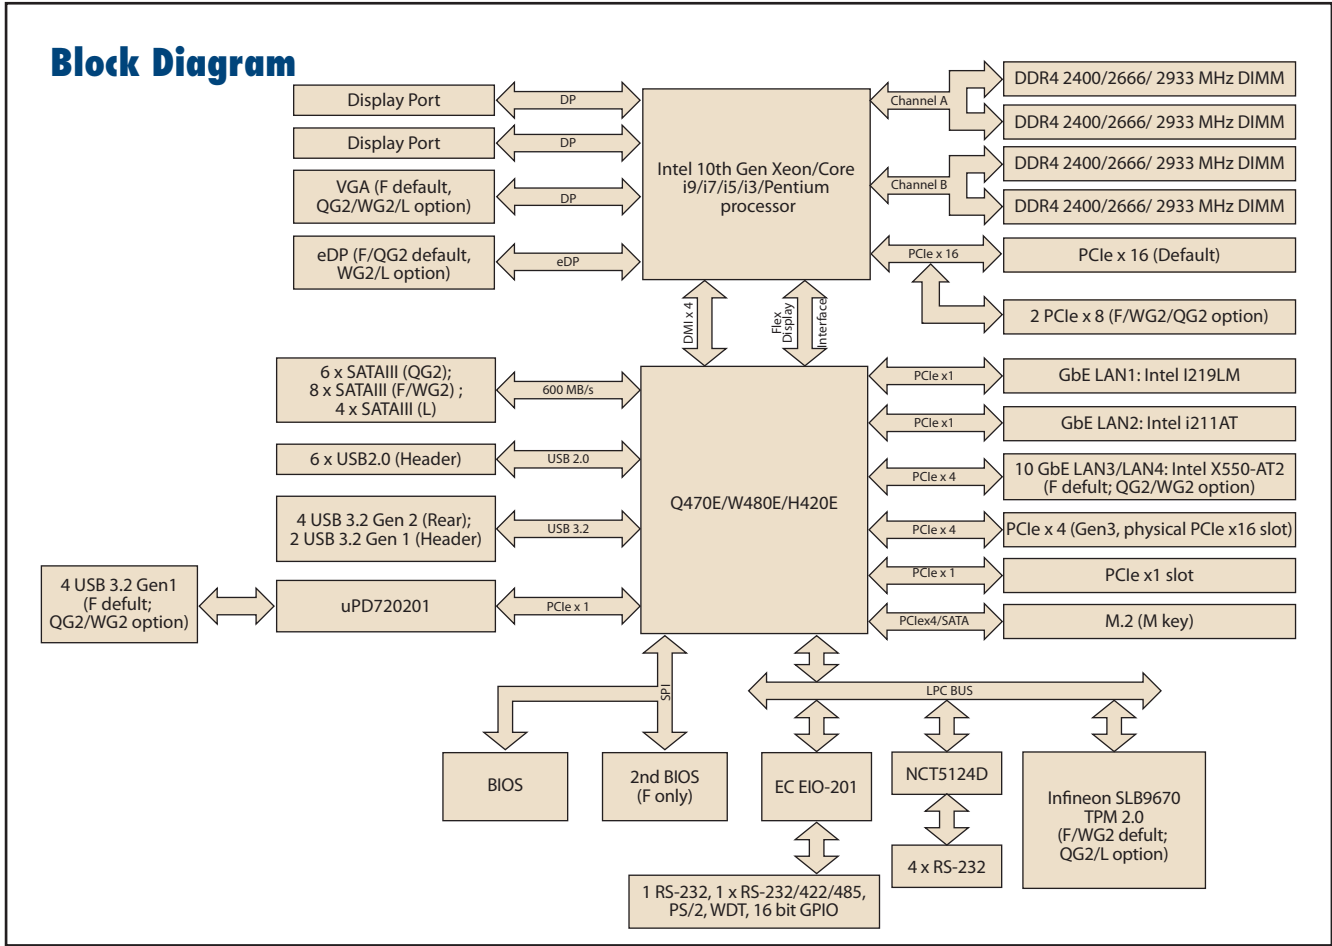 Block Diagram
Display Port
DP
Display Port
DP
VGA (F default,
QG2/WG2/L option)
DP
eDP (F/QG2 default,
WG2/L option)
eDP
Intel 10th Gen Xeon/Core
i9/i7/i5/i3/Pentium
processor
Channel A
DDR4 2400/2666/ 2933 MHz DIMM
DDR4 2400/2666/ 2933 MHz DIMM
Channel B
DDR4 2400/2666/ 2933 MHz DIMM
DDR4 2400/2666/ 2933 MHz DIMM
PCIe x 16
PCIe x 16 (Default)
2 PCIe x 8 (F/WG2/QG2 option)
DMI x 4
Flex
Display
Interface
6 x SATAIII (QG2);
8 x SATAIII (F/WG2) ;
4 x SATAIII (L)
600 MB/s
6 x USB2.0 (Header)
USB 2.0
4 USB 3.2 Gen 2 (Rear);
2 USB 3.2 Gen 1 (Header)
USB 3.2
4 USB 3.2 Gen1
(F defult;
QG2/WG2 option)
uPD720201
PCIe x 1
Q470E/W480E/H420E
PCIe x1
GbE LAN1: Intel I219LM
PCIe x1
GbE LAN2: Intel i211AT
PCIe x 4
10 GbE LAN3/LAN4: Intel X550-AT2
(F defult; QG2/WG2 option)
PCIe x 4
PCIe x 4 (Gen3, physical PCIe x16 slot)
PCIe x 1
PCIe x1 slot
PCIex4/SATA
M.2 (M key)
SPI
LPC BUS
BIOS
2nd BIOS
(F only)
EC EIO-201
NCT5124D
Infineon SLB9670
TPM 2.0
(F/WG2 defult;
QG2/L option)
4 x RS-232
1 RS-232, 1 x RS-232/422/485,
PS/2, WDT, 16 bit GPIO